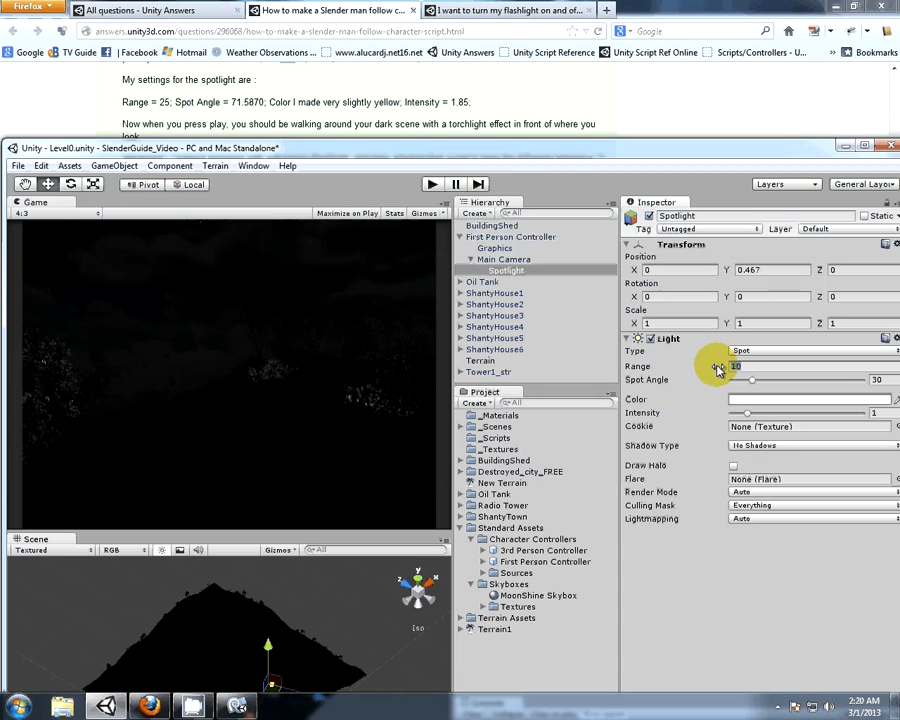 Firefox
All questions - Unity Answers
How to make a Slender man follow c...
I want to turn my flashlight on and of...
answers.unity3d.com/questions/296068/how-to-make-a-slender-man-follow-character-script.html
Google
Google
TV Guide
Facebook
Hotmail
Weather Observations ...
www.alucardj.net16.net
Unity Answers
Unity Script Reference
Unity Script Ref Online
Scripts/Controllers - U...
Bookmarks
My settings for the spotlight are :
Range = 25; Spot Angle = 71.5870; Color I made very slightly yellow; Intensity = 1.85;
Now when you press play, you should be walking around your dark scene with a torchlight effect in front of where you
look
Unity - Level0.unity - SlenderGuide_Video - PC and Mac Standalone*
File Edit Assets GameObject Component Terrain Window Help
Pivot Local
Layers
General Layou
Game
4:3
Maximize on Play Stats Gizmos
Hierarchy
Create All
BuildingShed
First Person Controller
Graphics
Main Camera
Spotlight
Oil Tank
ShantyHouse1
ShantyHouse2
ShantyHouse3
ShantyHouse4
ShantyHouse5
ShantyHouse6
Terrain
Tower1_str
Project
Create All
_Materials
_Scenes
_Scripts
_Textures
BuildingShed
Destroyed_city_FREE
New Terrain
Oil Tank
Radio Tower
ShantyTown
Standard Assets
Character Controllers
3rd Person Controller
First Person Controller
Sources
Skyboxes
MoonShine Skybox
Textures
Terrain Assets
Terrain1
Inspector
Spotlight Static
Tag Untagged Layer Default
Transform
Position
X 0 Y 0.467 Z 0
Rotation
X 0 Y 0 Z 0
Scale
X 1 Y 1 Z 1
Light
Type Spot
Range 10
Spot Angle 30
Color
Intensity 1
Cookie None (Texture)
Shadow Type No Shadows
Draw Halo
Flare None (Flare)
Render Mode Auto
Culling Mask Everything
Lightmapping Auto
Scene
Textured RGB Gizmos All
y
x
z
Iso
2:20 AM
3/1/2013